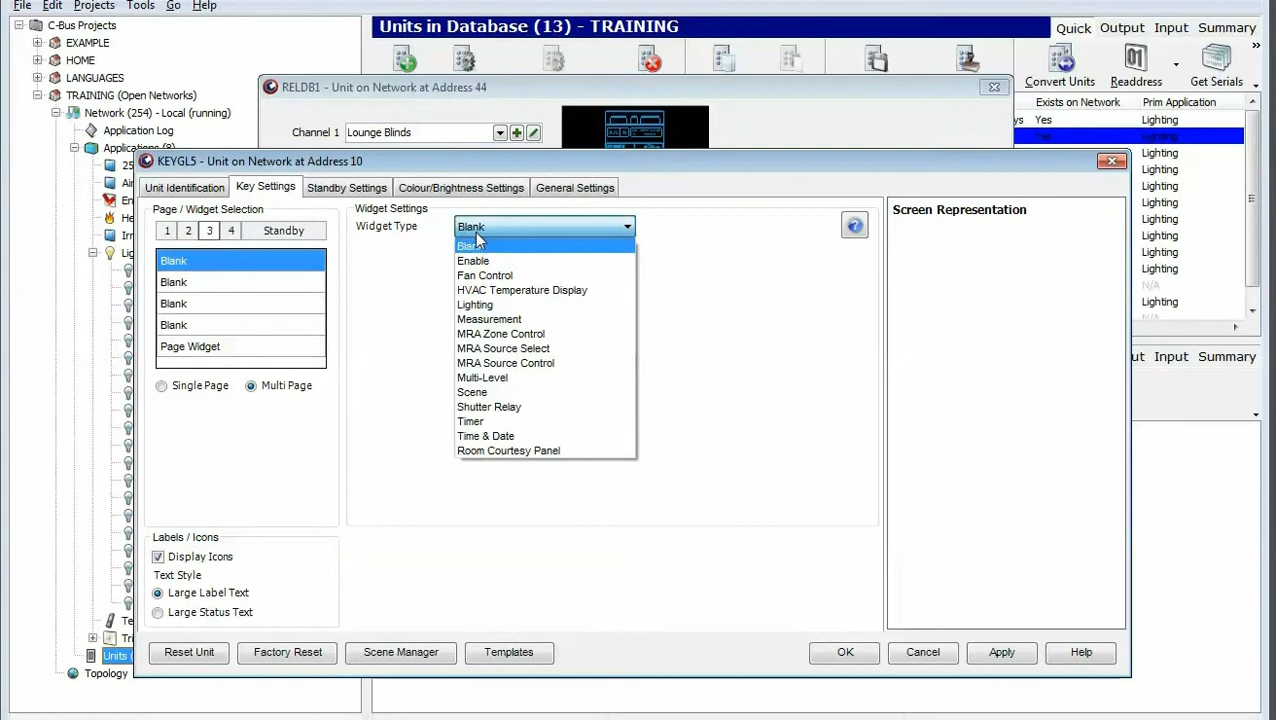 File Edit Projects Tools Go Help
C-Bus Projects
EXAMPLE
HOME
LANGUAGES
TRAINING (Open Networks)
Network (254) - Local (running)
Application Log
Applications
Units
Topology
Units in Database (13) - TRAINING
Quick Output Input Summary
Convert Units Readdress Get Serials
Exists on Network Prim Application
Yes Lighting
Lighting
Lighting
Lighting
Lighting
Lighting
Lighting
Lighting
Lighting
Lighting
N/A
Lighting
N/A
Input Summary
RELDB1 - Unit on Network at Address 44
Channel 1 Lounge Blinds
KEYGL5 - Unit on Network at Address 10
Unit Identification Key Settings Standby Settings Colour/Brightness Settings General Settings
Page / Widget Selection
1 2 3 4 Standby
Blank
Blank
Blank
Blank
Page Widget
Single Page Multi Page
Labels / Icons
Display Icons
Text Style
Large Label Text
Large Status Text
Widget Settings
Widget Type Blank
Blank
Enable
Fan Control
HVAC Temperature Display
Lighting
Measurement
MRA Zone Control
MRA Source Select
MRA Source Control
Multi-Level
Scene
Shutter Relay
Timer
Time & Date
Room Courtesy Panel
Screen Representation
Reset Unit Factory Reset Scene Manager Templates OK Cancel Apply Help